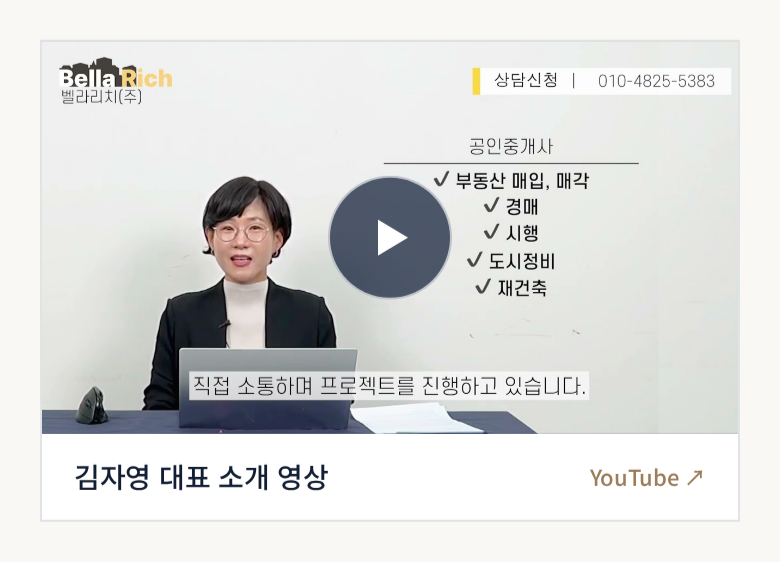 Bella Rich
벨라리치(주)
상담신청 | 010-4825-5383
공인중개사
✓ 부동산 매입, 매각
✓ 경매
✓ 시행
✓ 도시정비
✓ 재건축
직접 소통하며 프로젝트를 진행하고 있습니다.
김자영 대표 소개 영상
YouTube ↗